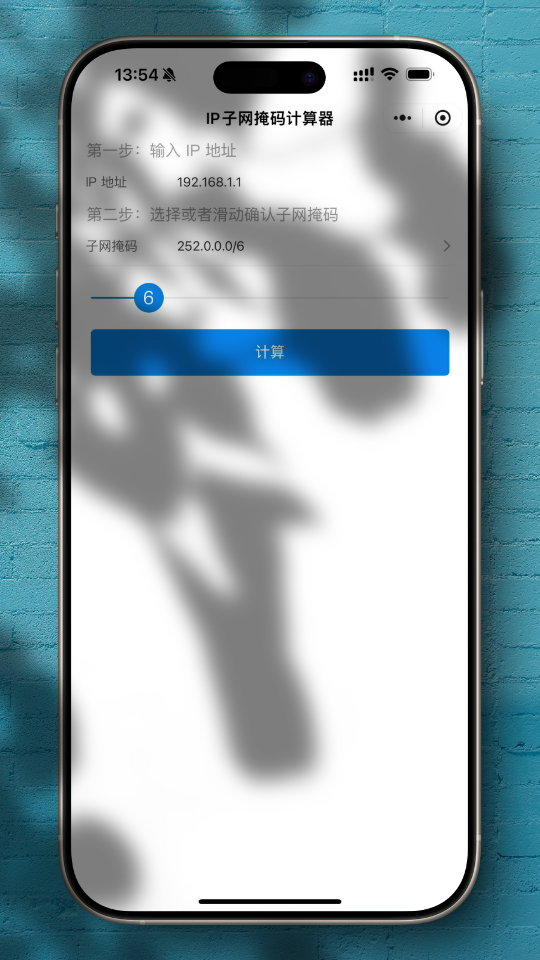 13:54
IP子网掩码计算器
第一步：输入 IP 地址
IP 地址 192.168.1.1
第二步：选择或者滑动确认子网掩码
子网掩码 252.0.0.0/6
6
计算